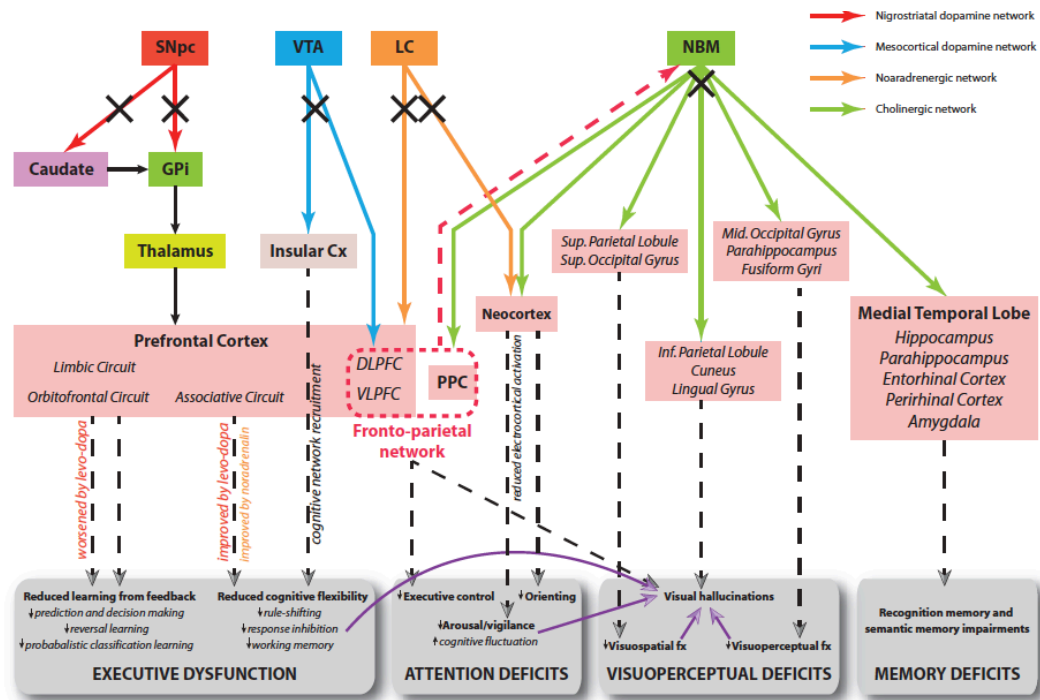 SNpc
VTA
LC
NBM
Nigrostriatal dopamine network
Mesocortical dopamine network
Noaradrenergic network
Cholinergic network
Caudate
GPi
Thalamus
Insular Cx
Sup. Parietal Lobule
Sup. Occipital Gyrus
Mid. Occipital Gyrus
Parahippocampus
Fusiform Gyri
Neocortex
Medial Temporal Lobe
Hippocampus
Parahippocampus
Entorhinal Cortex
Perirhinal Cortex
Amygdala
Prefrontal Cortex
Limbic Circuit
Orbitofrontal Circuit
Associative Circuit
DLPFC
VLPFC
PPC
Inf. Parietal Lobule
Cuneus
Lingual Gyrus
Fronto-parietal
network
worsened by levo-dopa
improved by levo-dopa
improved by noradrenalin
cognitive network recruitment
reduced electrocortical activation
Reduced learning from feedback
↓prediction and decision making
↓reversal learning
↓probabalistic classification learning
Reduced cognitive flexibility
↓rule-shifting
↓response inhibition
↓working memory
EXECUTIVE DYSFUNCTION
↓Executive control
↓Orienting
↓Arousal/vigilance
↑cognitive fluctuation
ATTENTION DEFICITS
Visual hallucinations
↓Visuospatial fx
↓Visuoperceptual fx
VISUOPERCEPTUAL DEFICITS
Recognition memory and
semantic memory impairments
MEMORY DEFICITS